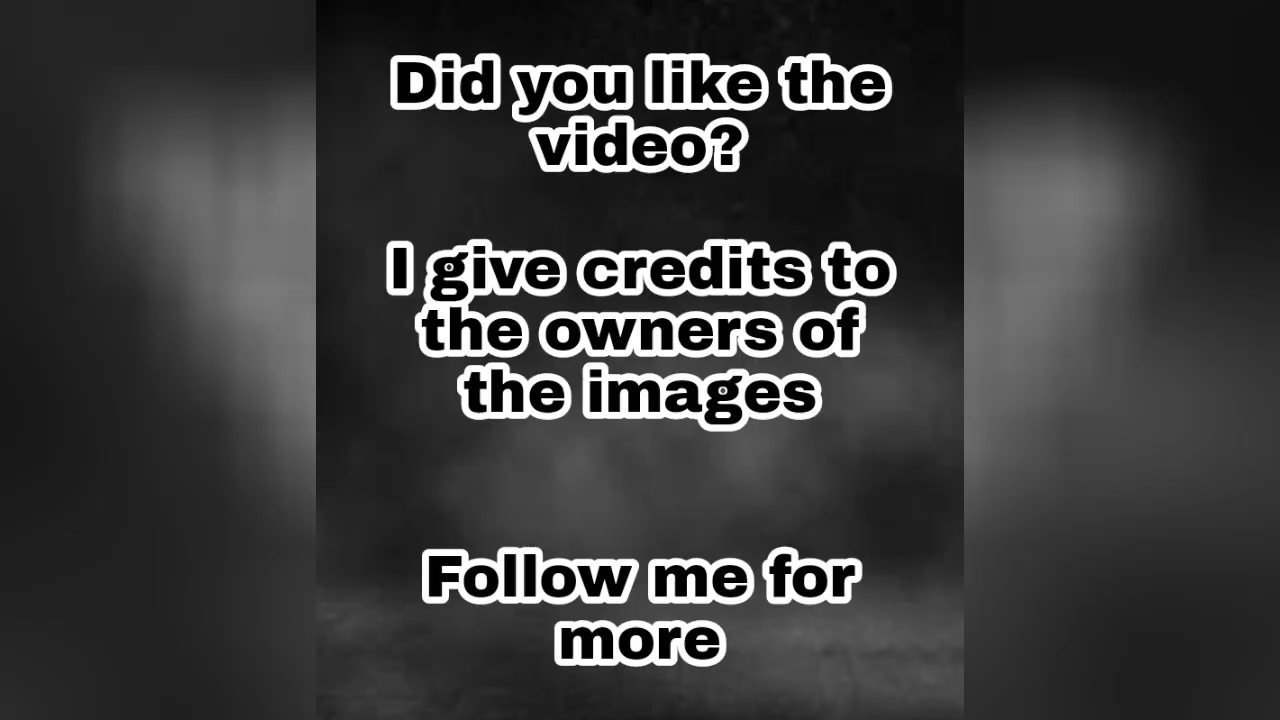 Did you like the
video?
I give credits to
the owners of
the images
Follow me for
more